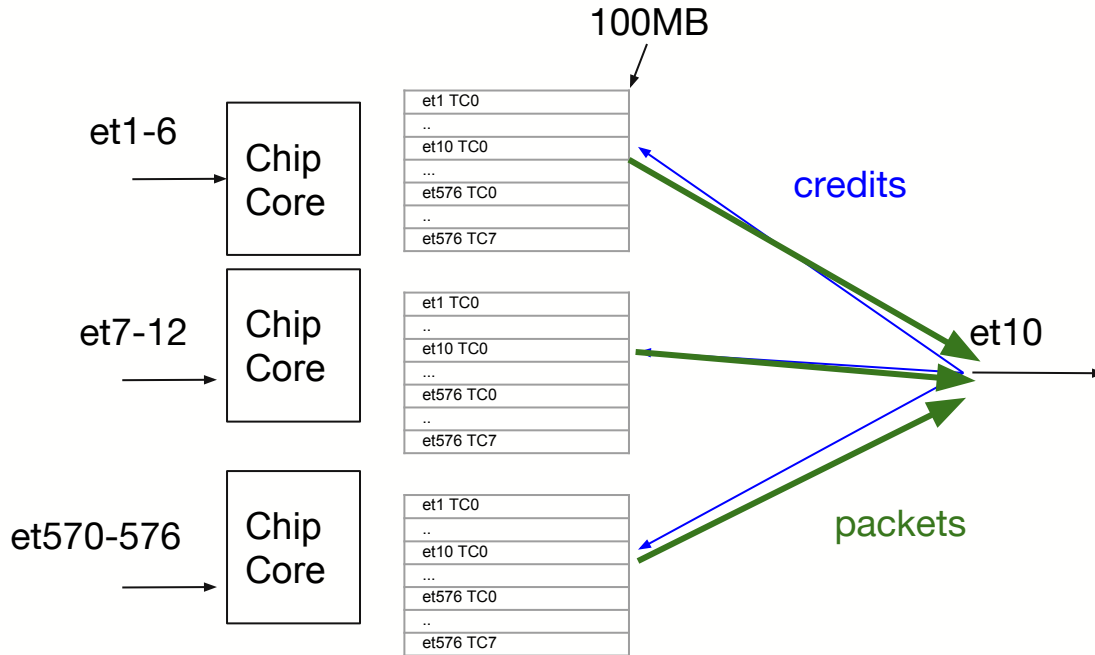 100MB
et1-6
Chip
Core
et1 TC0
..
et10 TC0
...
et576 TC0
..
et576 TC7
credits
et7-12
Chip
Core
et1 TC0
..
et10 TC0
...
et576 TC0
..
et576 TC7
et10
et570-576
Chip
Core
et1 TC0
..
et10 TC0
...
et576 TC0
..
et576 TC7
packets